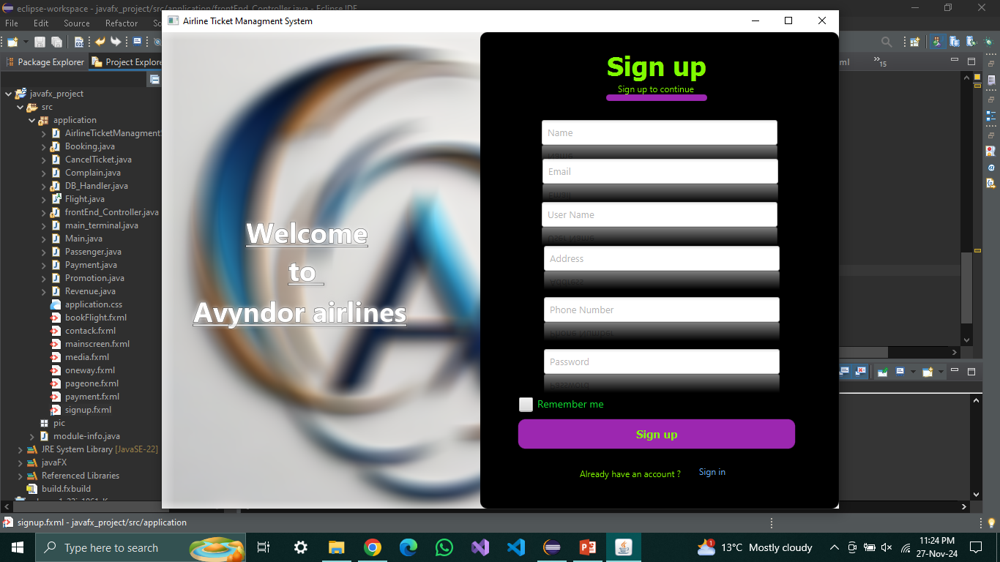 eclipse-workspace - javafx_project/src/application/frontEnd_Controller.java - Eclipse IDE
File Edit Source Refactor
Airline Ticket Managment System
Package Explorer
Project Explore
ml
15
javafx_project
src
application
AirlineTicketManagment
Booking.java
CancelTicket.java
Complain.java
DB_Handler.java
Flight.java
frontEnd_Controller.java
main_terminal.java
Main.java
Passenger.java
Payment.java
Promotion.java
Revenue.java
application.css
bookFlight.fxml
contack.fxml
mainscreen.fxml
media.fxml
oneway.fxml
pageone.fxml
payment.fxml
signup.fxml
pic
module-info.java
JRE System Library [JavaSE-22]
javaFX
Referenced Libraries
build.fxbuild
Welcome
to
Avyndor airlines
Sign up
Sign up to continue
Name
Email
User Name
Address
Phone Number
Password
Remember me
Sign up
Already have an account ? Sign in
signup.fxml - javafx_project/src/application
Type here to search
1
13°C Mostly cloudy
11:24 PM
27-Nov-24